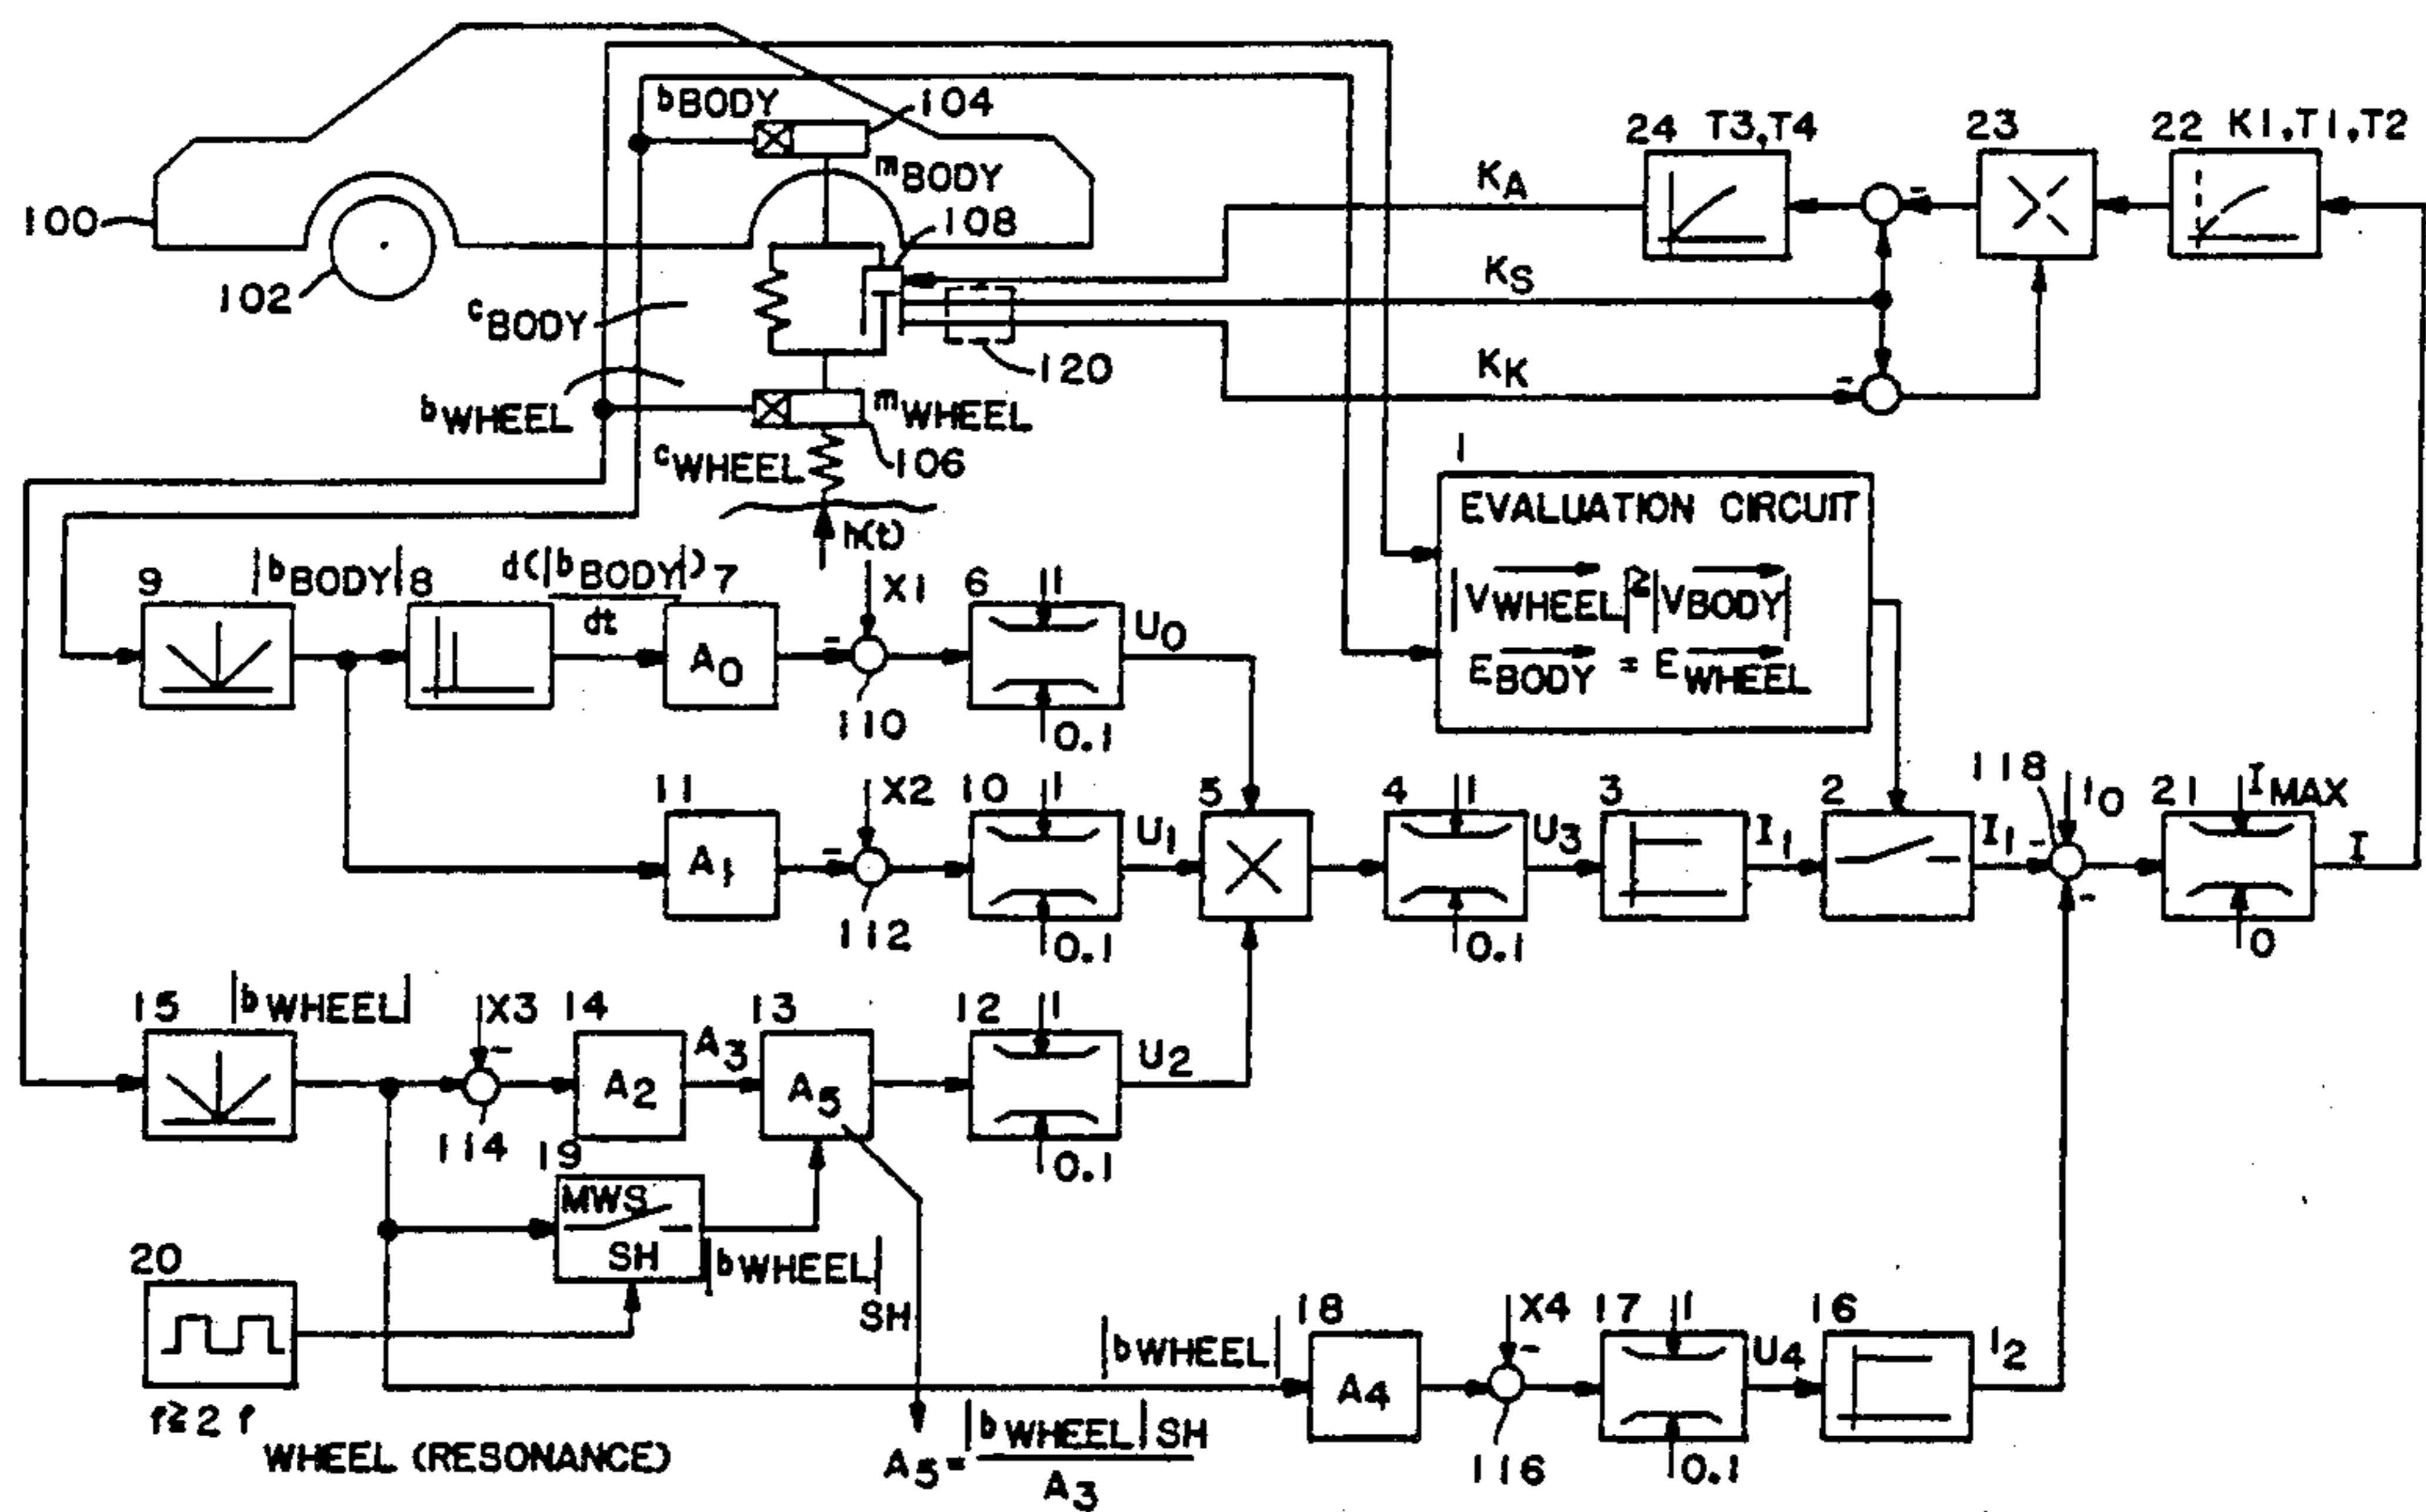 bBODY
104
mBODY
100
108
102
cBODY
bWHEEL
mWHEEL
cWHEEL
106
120
h(t)
24 T3,T4
23
22 K1,T1,T2
KA
KS
KK
1
EVALUATION CIRCUIT
|VWHEEL| ≧ |VBODY|
EBODY = EWHEEL
9
|bBODY|
8
d(|bBODY|)
dt
7
A0
X1
-
110
6
1
0.1
U0
11
A1
X2
-
112
10
1
0.1
U1
5
4
1
0.1
U3
3
I1
2
I1
118
I0
-
-
21
IMAX
0
I
15
|bWHEEL|
X3
-
114
14
A2
A3
13
A5
12
1
0.1
U2
19
MWS
SH
|bWHEEL|
SH
20
f≧2 f
WHEEL (RESONANCE)
A5= |bWHEEL|SH
A3
|bWHEEL|
18
A4
X4
-
116
17
1
0.1
U4
16
I2